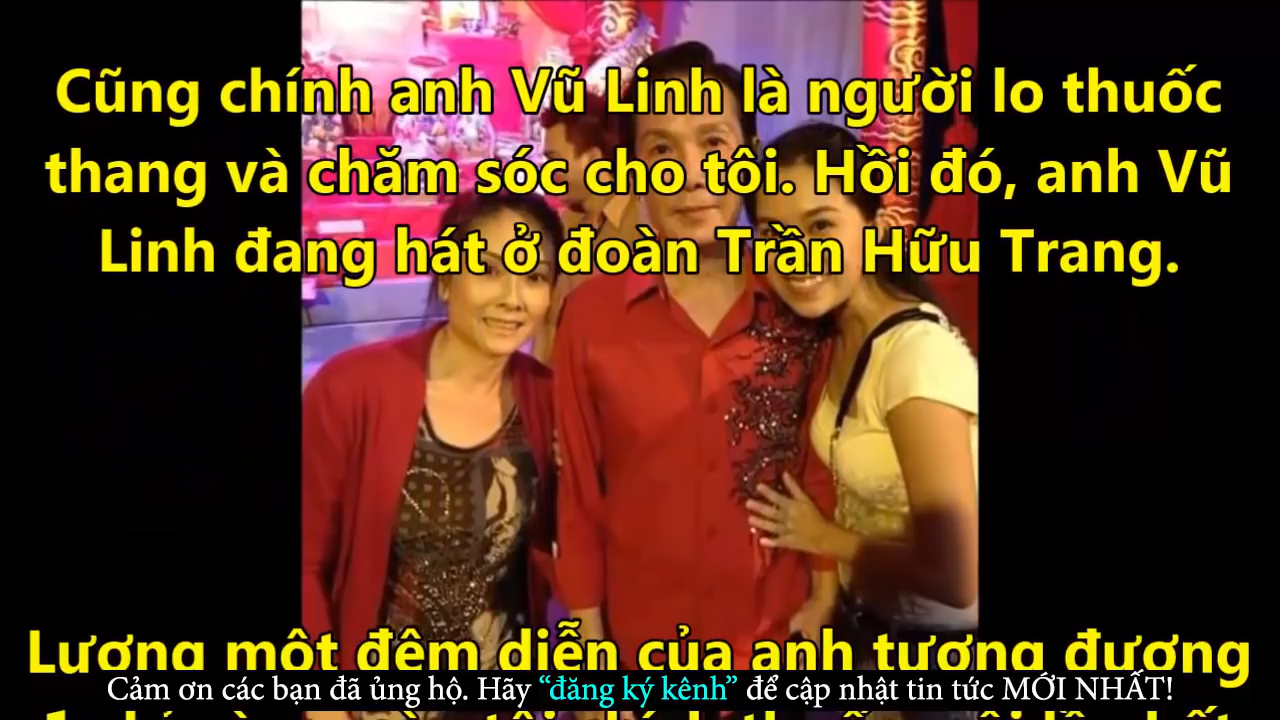 Cũng chính anh Vũ Linh là người lo thuốc
thang và chăm sóc cho tôi. Hồi đó, anh Vũ
Linh đang hát ở đoàn Trần Hữu Trang.
Lương một đêm diễn của anh tương đương
Cảm ơn các bạn đã ủng hộ. Hãy “đăng ký kênh” để cập nhật tin tức MỚI NHẤT!